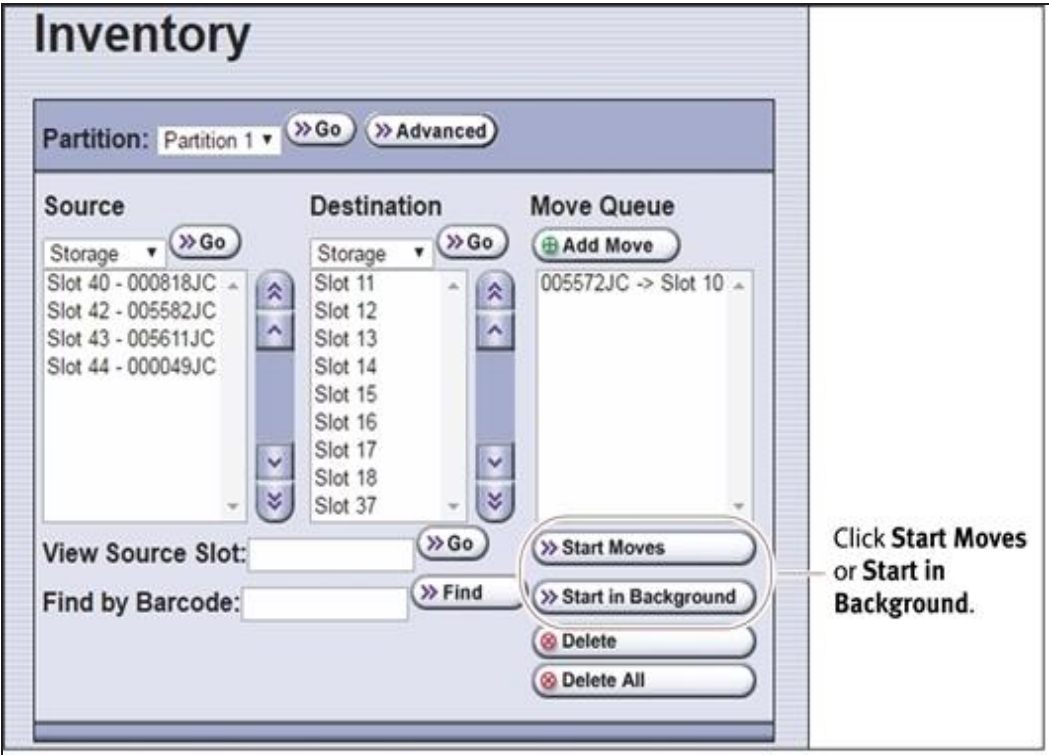 Inventory
Partition: Partition 1 Go Advanced
Source
Storage Go
Slot 40 - 000818JC
Slot 42 - 005582JC
Slot 43 - 005611JC
Slot 44 - 000049JC
Destination
Storage Go
Slot 11
Slot 12
Slot 13
Slot 14
Slot 15
Slot 16
Slot 17
Slot 18
Slot 37
Move Queue
Add Move
005572JC -> Slot 10
View Source Slot: Go
Find by Barcode: Find
Start Moves
Start in Background
Delete
Delete All
Click Start Moves
or Start in
Background.